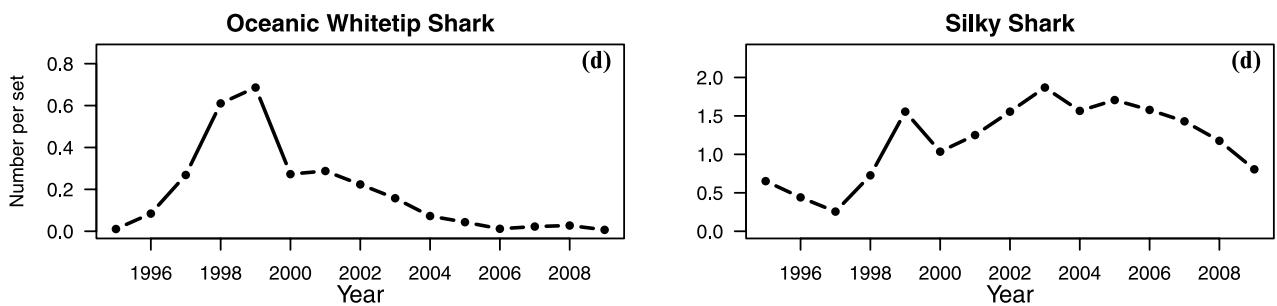 Oceanic Whitetip Shark
(d)
Number per set
0.8
0.6
0.4
0.2
0.0
1996 1998 2000 2002 2004 2006 2008
Year
Silky Shark
(d)
2.0
1.5
1.0
0.5
0.0
1996 1998 2000 2002 2004 2006 2008
Year